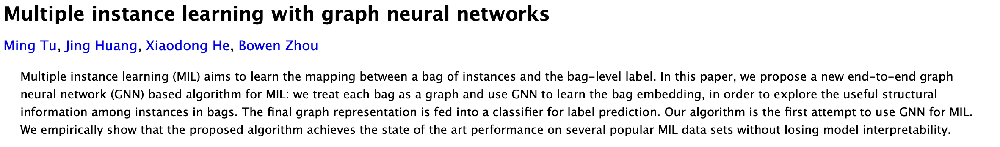 Multiple instance learning with graph neural networks
Ming Tu, Jing Huang, Xiaodong He, Bowen Zhou
Multiple instance learning (MIL) aims to learn the mapping between a bag of instances and the bag-level label. In this paper, we propose a new end-to-end graph
neural network (GNN) based algorithm for MIL: we treat each bag as a graph and use GNN to learn the bag embedding, in order to explore the useful structural
information among instances in bags. The final graph representation is fed into a classifier for label prediction. Our algorithm is the first attempt to use GNN for MIL.
We empirically show that the proposed algorithm achieves the state of the art performance on several popular MIL data sets without losing model interpretability.